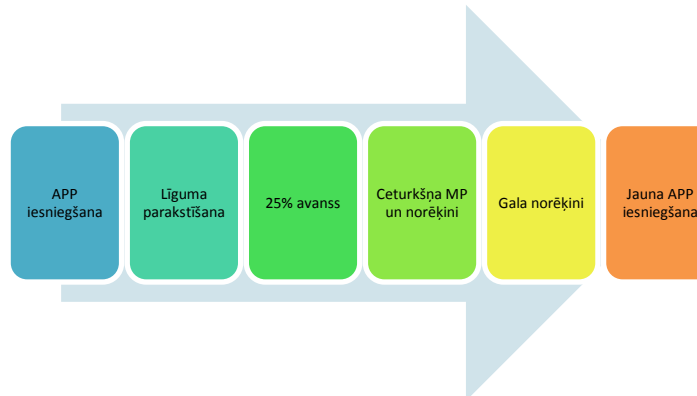 APP
iesniegšana
Līguma
parakstīšana
25% avanss
Ceturkšņa MP
un norēķini
Gala norēķini
Jauna APP
iesniegšana